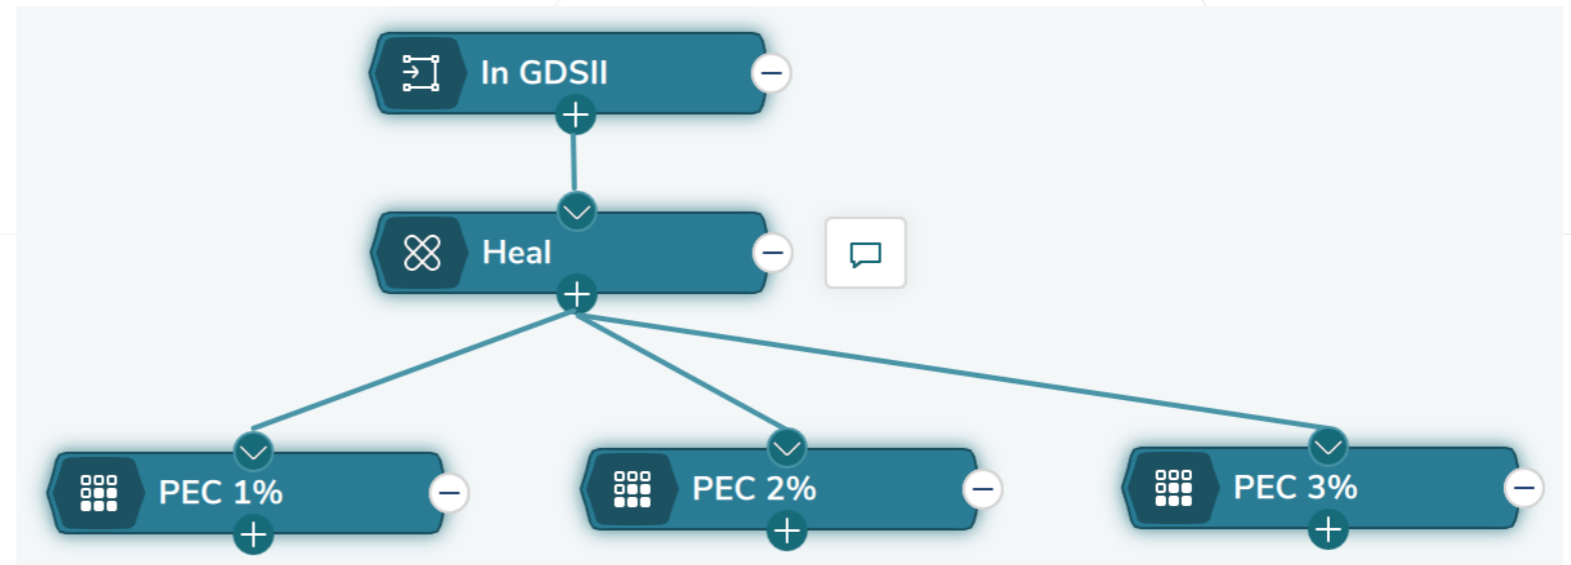 In GDSII
Heal
PEC 1%
PEC 2%
PEC 3%